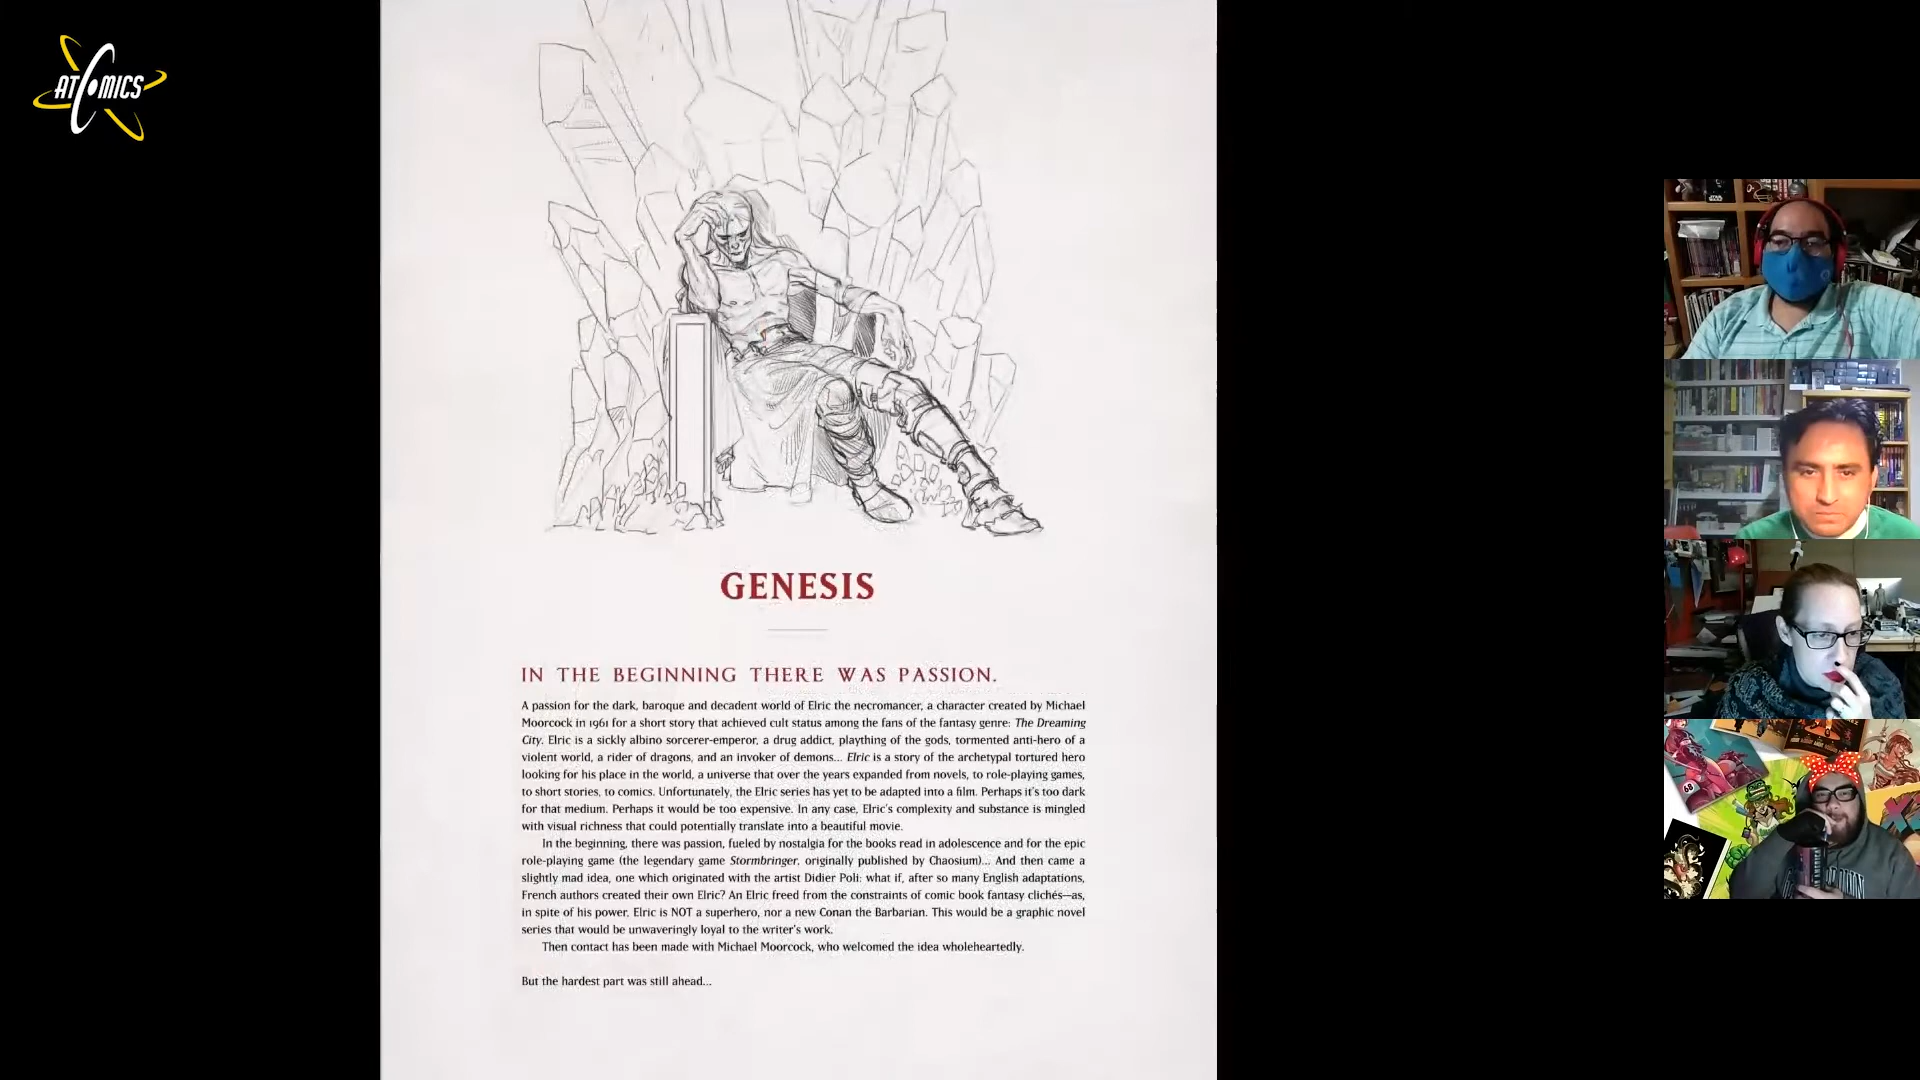 ATOMICS
GENESIS
IN THE BEGINNING THERE WAS PASSION.
A passion for the dark, baroque and decadent world of Elric the necromancer, a character created by Michael
Moorcock in 1961 for a short story that achieved cult status among the fans of the fantasy genre: The Dreaming
City. Elric is a sickly albino sorcerer-emperor, a drug addict, plaything of the gods, tormented anti-hero of a
violent world, a rider of dragons, and an invoker of demons... Elric is a story of the archetypal tortured hero
looking for his place in the world, a universe that over the years expanded from novels, to role-playing games,
to short stories, to comics. Unfortunately, the Elric series has yet to be adapted into a film. Perhaps it's too dark
for that medium. Perhaps it would be too expensive. In any case, Elric's complexity and substance is mingled
with visual richness that could potentially translate into a beautiful movie.
In the beginning, there was passion, fueled by nostalgia for the books read in adolescence and for the epic
role-playing game (the legendary game Stormbringer, originally published by Chaosium)... And then came a
slightly mad idea, one which originated with the artist Didier Poli: what if, after so many English adaptations,
French authors created their own Elric? An Elric freed from the constraints of comic book fantasy clichés—as,
in spite of his power, Elric is NOT a superhero, nor a new Conan the Barbarian. This would be a graphic novel
series that would be unwaveringly loyal to the writer's work.
Then contact has been made with Michael Moorcock, who welcomed the idea wholeheartedly.
But the hardest part was still ahead...
68